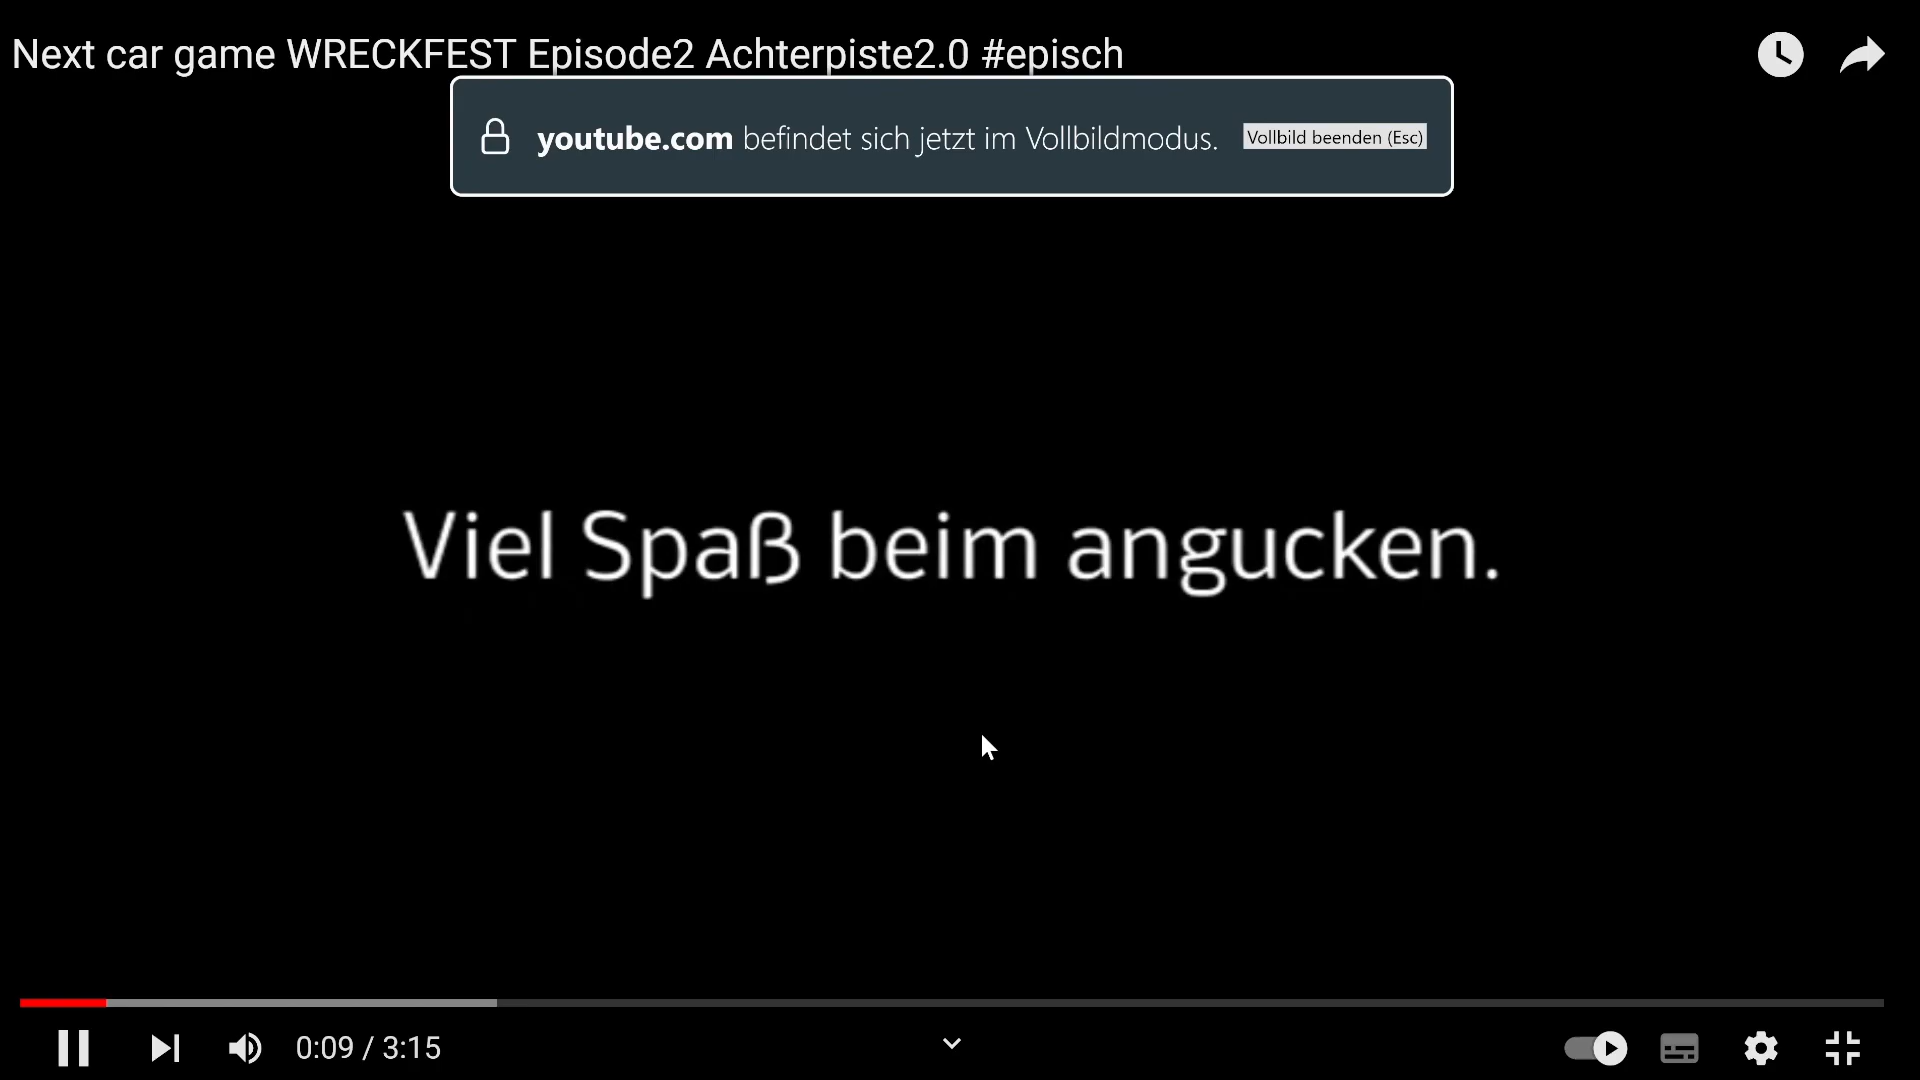 Next car game WRECKFEST Episode2 Achterpiste2.0 #episch
youtube.com befindet sich jetzt im Vollbildmodus. Vollbild beenden (Esc)
Viel Spaß beim angucken.
0:09 / 3:15